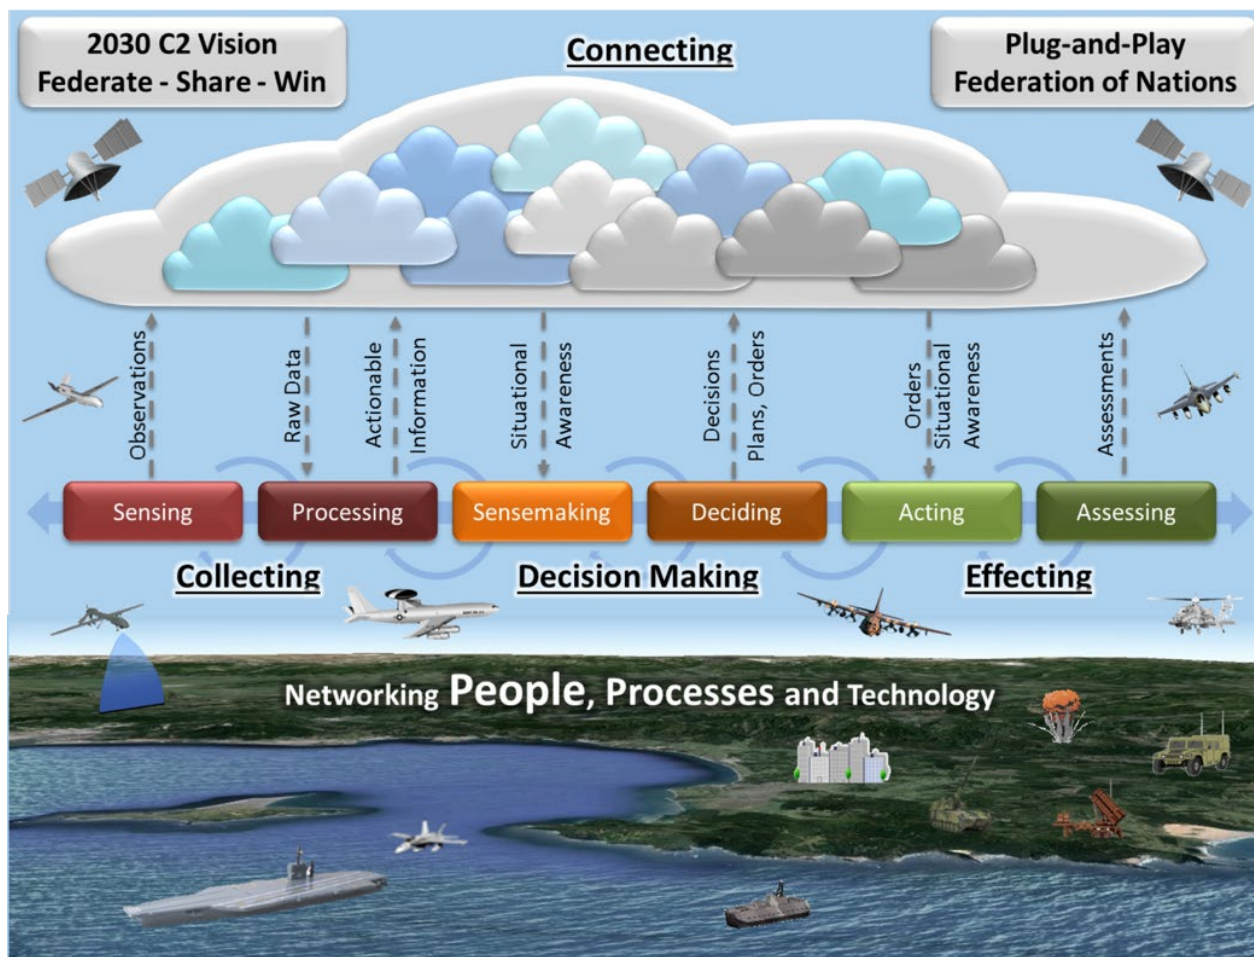 2030 C2 Vision
Federate - Share - Win
Connecting
Plug-and-Play
Federation of Nations
Observations
Raw Data
Actionable
Information
Situational
Awareness
Decisions
Plans, Orders
Orders
Situational
Awareness
Assessments
Sensing
Processing
Sensemaking
Deciding
Acting
Assessing
Collecting
Decision Making
Effecting
Networking People, Processes and Technology